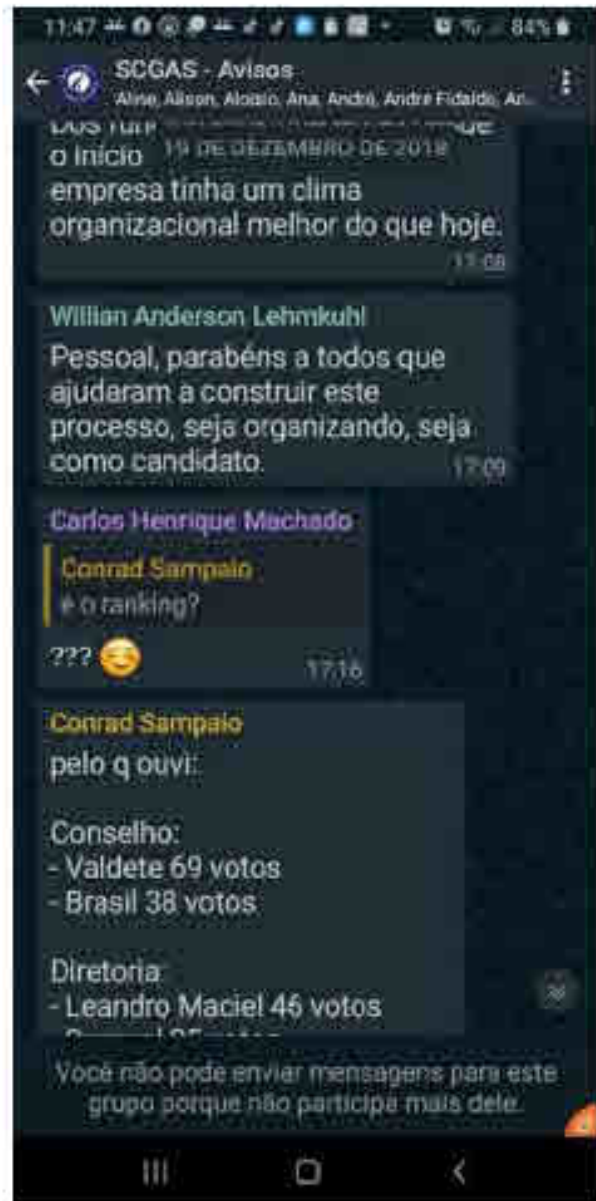 11:47
84%
SCGAS - Avisos
Aline, Alison, Aloisio, Ana, André, Andre Fidalgo, An...
19 DE DEZEMBRO DE 2018
o início
empresa tinha um clima
organizacional melhor do que hoje.
17:08
Willian Anderson Lehmkuhl
Pessoal, parabéns a todos que
ajudaram a construir este
processo, seja organizando, seja
como candidato.
17:09
Carlos Henrique Machado
Conrad Sampaio
e o ranking?
???
17:16
Conrad Sampaio
pelo q ouvi:
Conselho:
- Valdete 69 votos
- Brasil 38 votos
Diretoria:
- Leandro Maciel 46 votos
Você não pode enviar mensagens para este
grupo porque não participa mais dele.